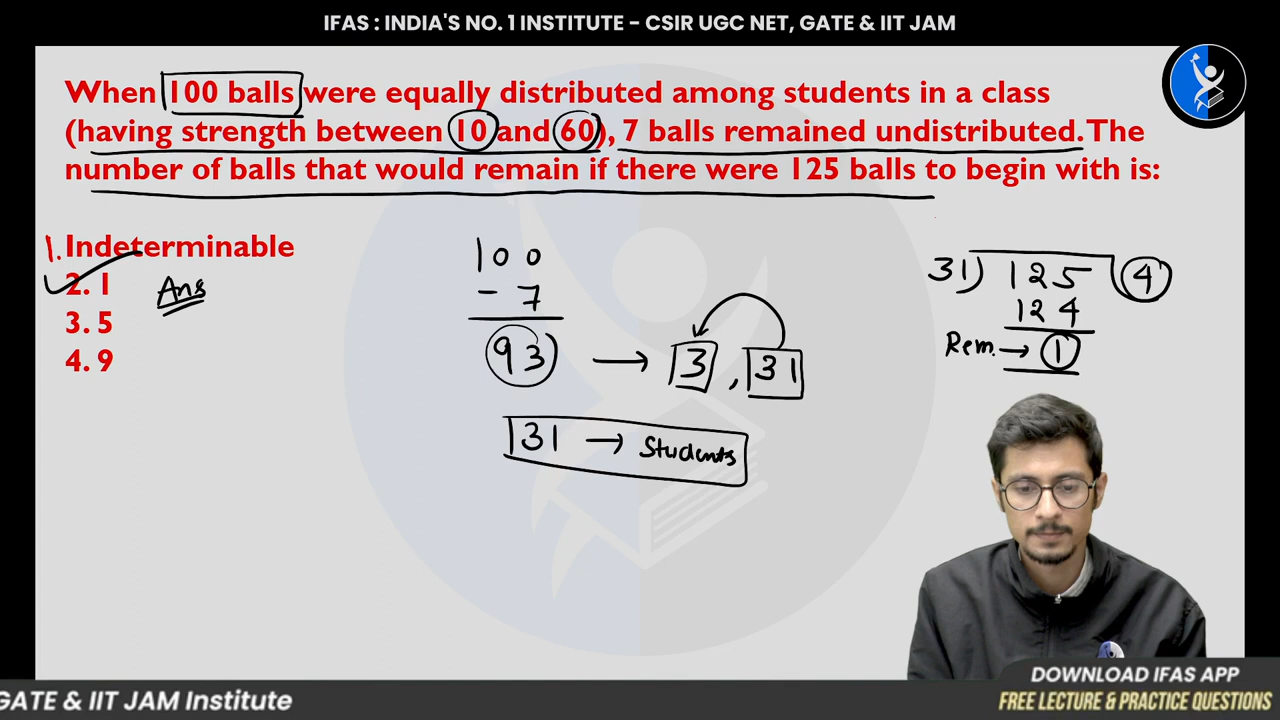 IFAS : INDIA'S NO. 1 INSTITUTE - CSIR UGC NET, GATE & IIT JAM
When 100 balls were equally distributed among students in a class
(having strength between 10 and 60), 7 balls remained undistributed. The
number of balls that would remain if there were 125 balls to begin with is:
1. Indeterminable
2. 1 Ans
3. 5
4. 9
100
- 7
93 → 3, 31
31 → Students
31) 125 (4
124
Rem. → 1
DOWNLOAD IFAS APP
FREE LECTURE & PRACTICE QUESTIONS
GATE & IIT JAM Institute